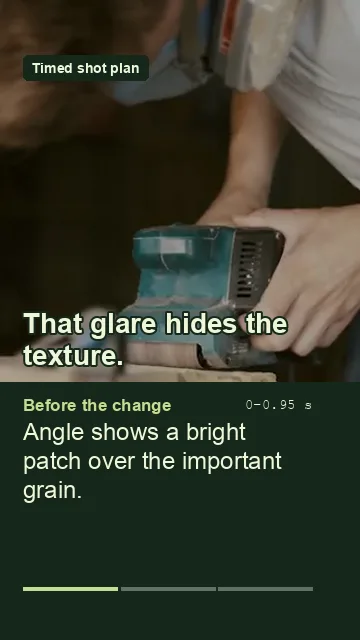 Timed shot plan
That glare hides the
texture.
Before the change
0–0.95 s
Angle shows a bright
patch over the important
grain.